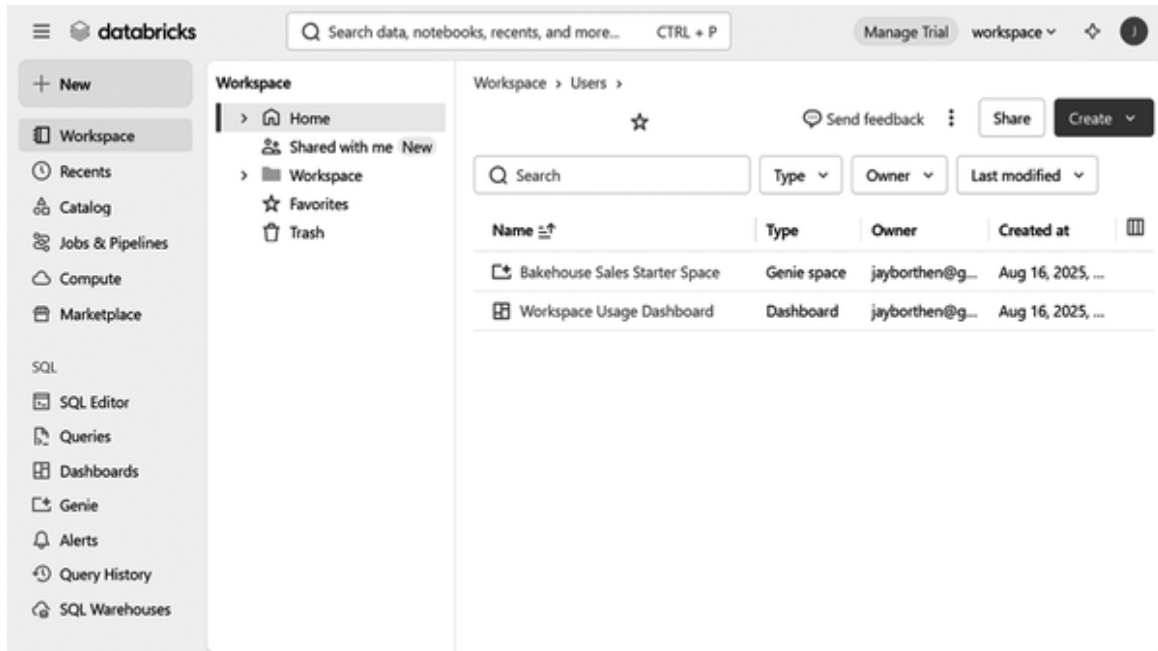 databricks
Search data, notebooks, recents, and more... CTRL + P
Manage Trial
workspace
J
New
Workspace
Recents
Catalog
Jobs & Pipelines
Compute
Marketplace
SQL
SQL Editor
Queries
Dashboards
Genie
Alerts
Query History
SQL Warehouses
Workspace
Home
Shared with me New
Workspace
Favorites
Trash
Workspace > Users >
Send feedback
Share
Create
Search
Type
Owner
Last modified
Name Type Owner Created at
Bakehouse Sales Starter Space Genie space jayborthen@g... Aug 16, 2025, ...
Workspace Usage Dashboard Dashboard jayborthen@g... Aug 16, 2025, ...